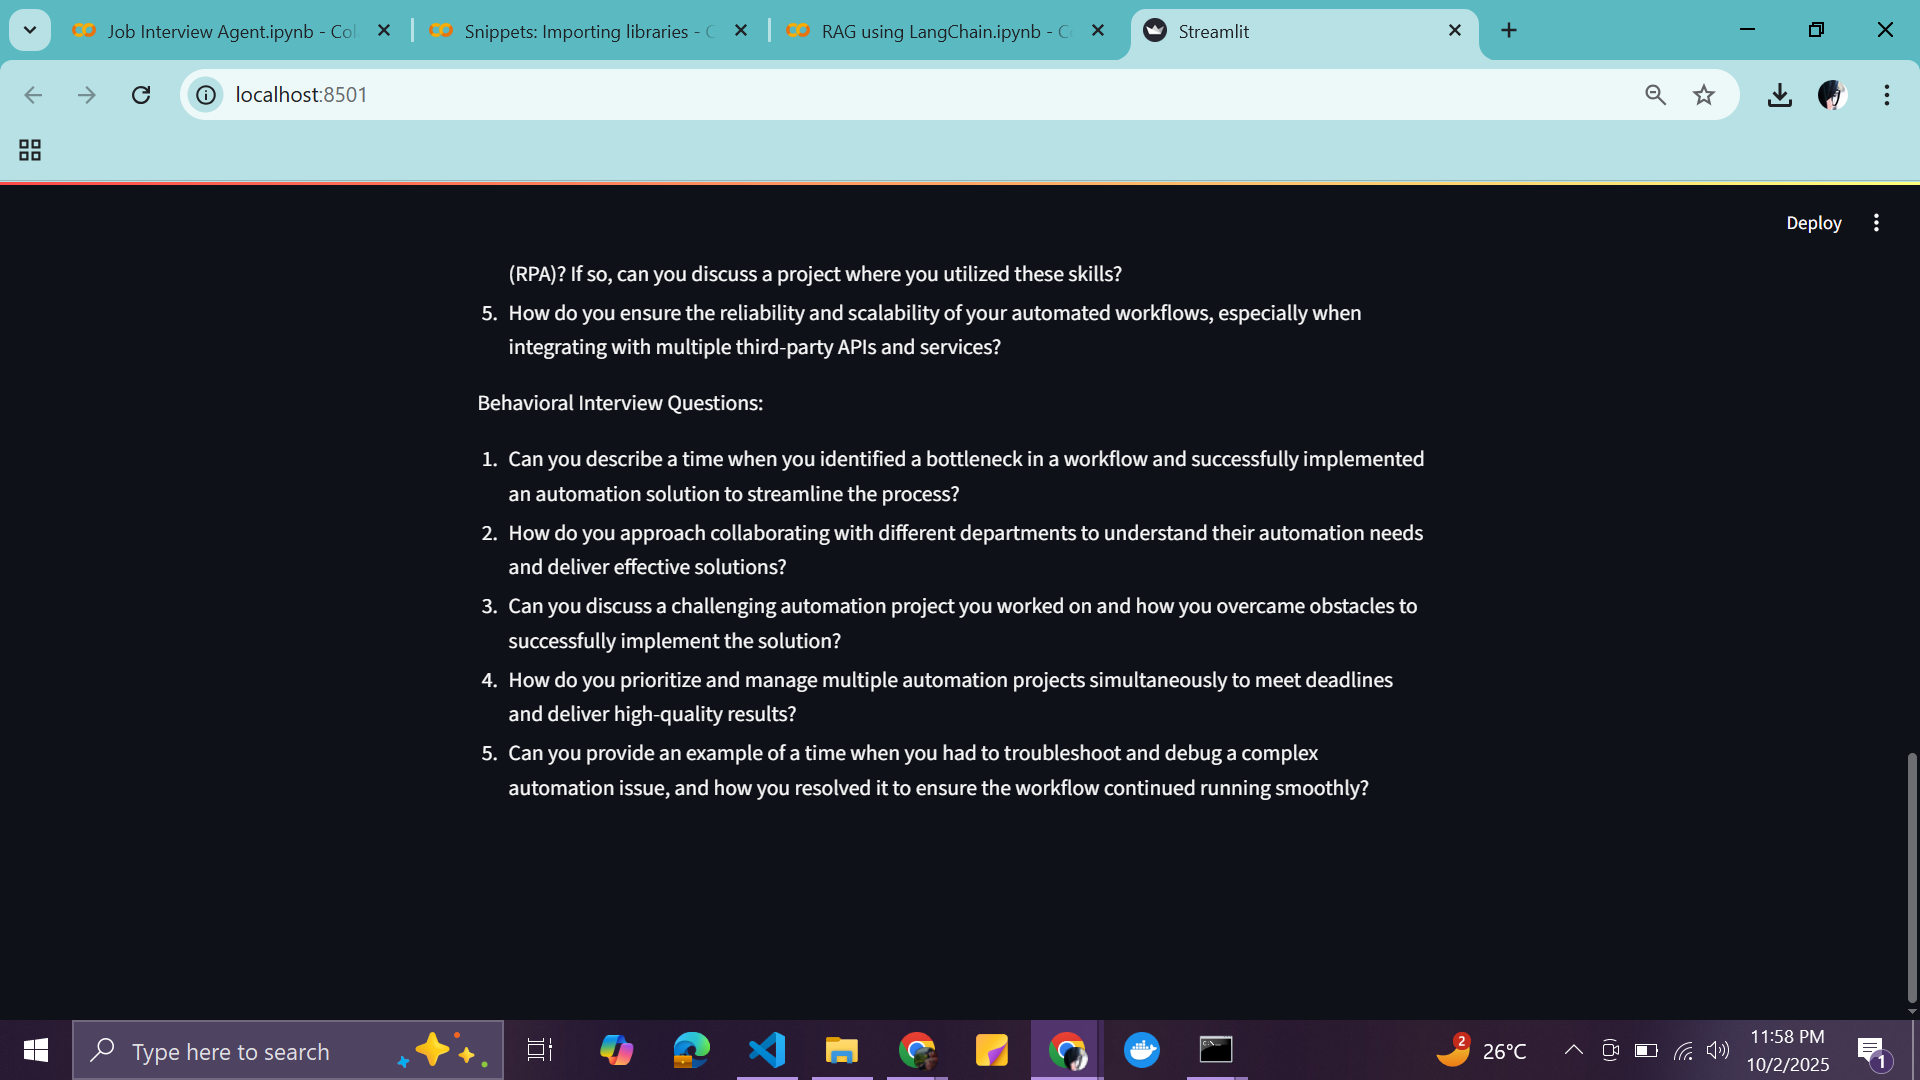 Job Interview Agent.ipynb - Col
Snippets: Importing libraries - C
RAG using LangChain.ipynb - C
Streamlit
localhost:8501
Deploy
(RPA)? If so, can you discuss a project where you utilized these skills?
5. How do you ensure the reliability and scalability of your automated workflows, especially when
integrating with multiple third-party APIs and services?
Behavioral Interview Questions:
1. Can you describe a time when you identified a bottleneck in a workflow and successfully implemented
an automation solution to streamline the process?
2. How do you approach collaborating with different departments to understand their automation needs
and deliver effective solutions?
3. Can you discuss a challenging automation project you worked on and how you overcame obstacles to
successfully implement the solution?
4. How do you prioritize and manage multiple automation projects simultaneously to meet deadlines
and deliver high-quality results?
5. Can you provide an example of a time when you had to troubleshoot and debug a complex
automation issue, and how you resolved it to ensure the workflow continued running smoothly?
Type here to search
2
26°C
11:58 PM
10/2/2025
1